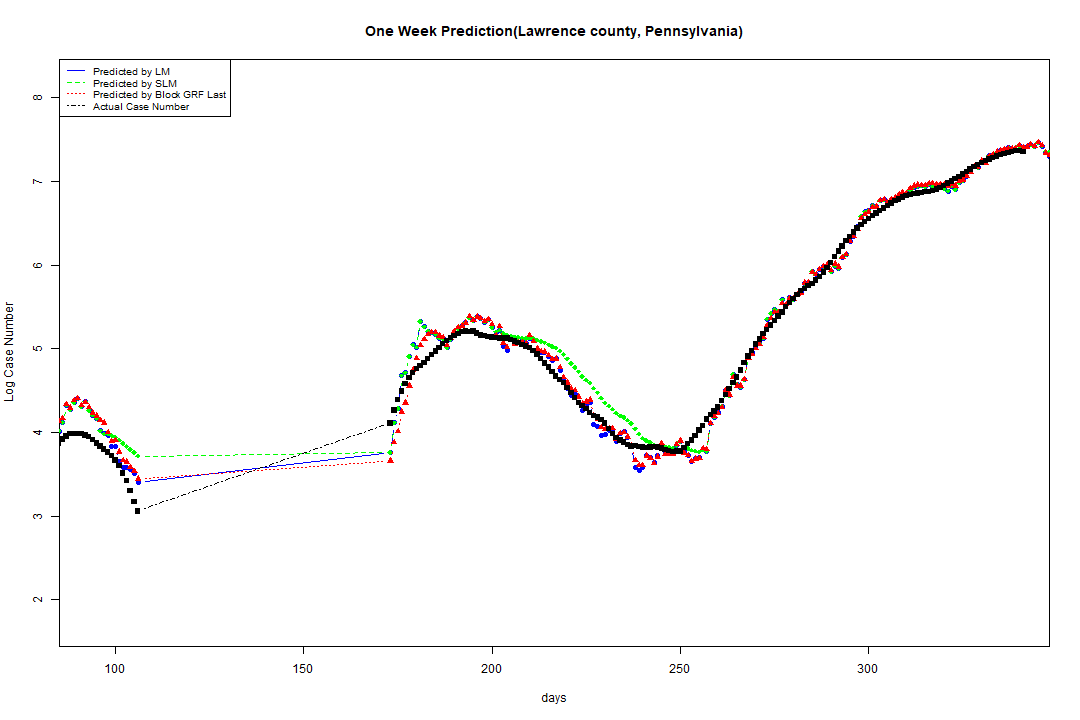 One Week Prediction(Lawrence county, Pennsylvania)
Predicted by LM
Predicted by SLM
Predicted by Block GRF Last
Actual Case Number
8
7
6
5
4
3
2
Log Case Number
100 150 200 250 300
days